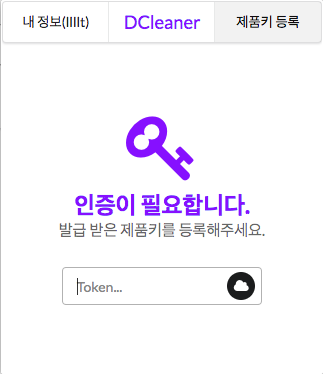 내 정보(IIIIt)
DCleaner
제품키 등록
인증이 필요합니다.
발급 받은 제품키를 등록해주세요.
Token...